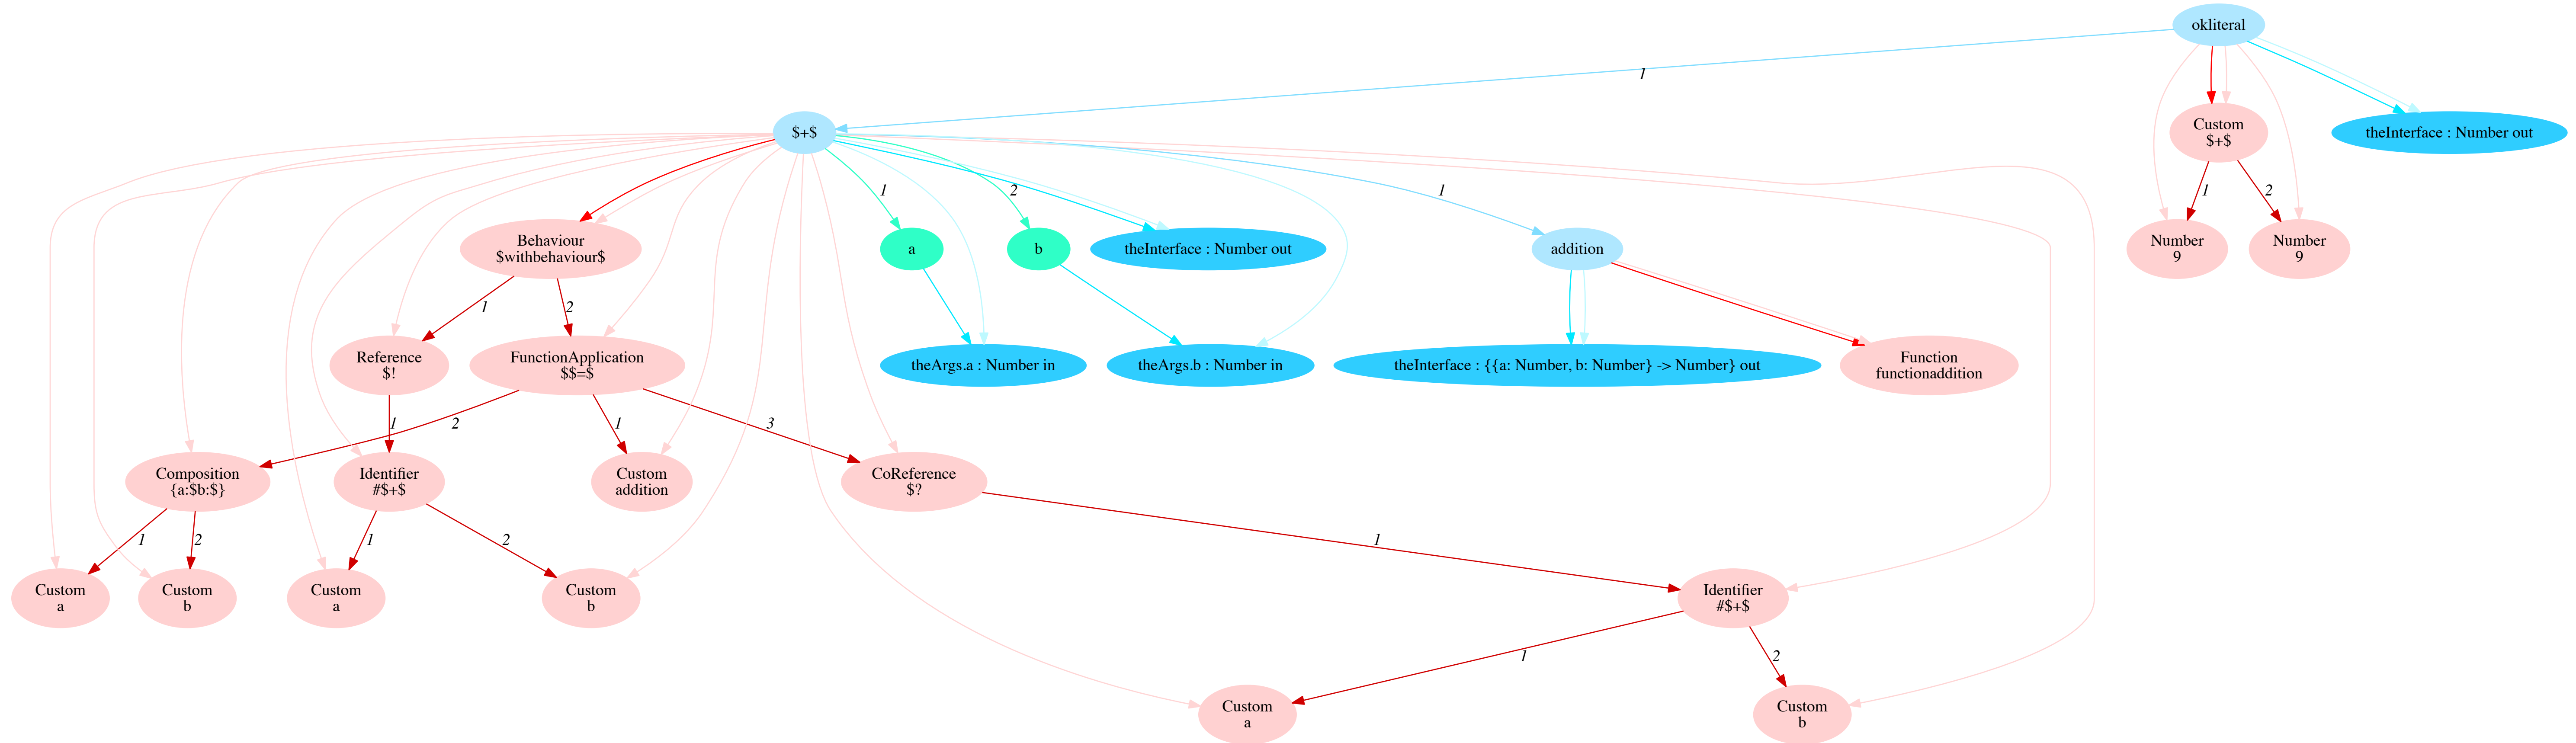 okliteral
1
$+$
Custom
$+$
theInterface : Number out
1
2
1
1
2
Behaviour
$withbehaviour$
a
b
theInterface : Number out
addition
Number
9
Number
9
1
2
Reference
$!
FunctionApplication
$$=$
theArgs.a : Number in
theArgs.b : Number in
theInterface : {{a: Number, b: Number} -> Number} out
Function
functionaddition
1
2
1
3
Composition
{a:$b:$}
Identifier
#$+$
Custom
addition
CoReference
$?
1
2
1
2
1
Custom
a
Custom
b
Custom
a
Custom
b
Identifier
#$+$
1
2
Custom
a
Custom
b